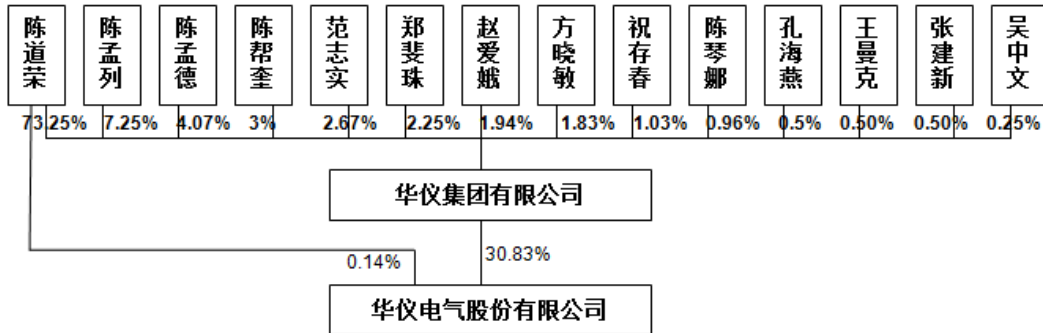 陈道荣
陈孟列
陈孟德
陈帮奎
范志实
郑斐珠
赵爱娥
方晓敏
祝存春
陈琴娜
孔海燕
王曼克
张建新
吴中文
73.25% 7.25% 4.07% 3% 2.67% 2.25% 1.94% 1.83% 1.03% 0.96% 0.5% 0.50% 0.50% 0.25%
华仪集团有限公司
0.14% 30.83%
华仪电气股份有限公司